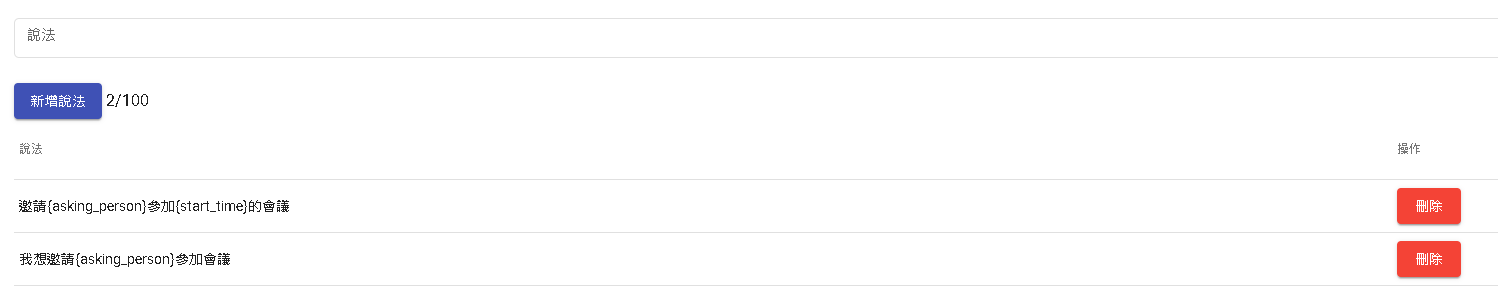 說法
新增說法 2/100
說法 操作
邀請{asking_person}參加{start_time}的會議 刪除
我想邀請{asking_person}參加會議 刪除